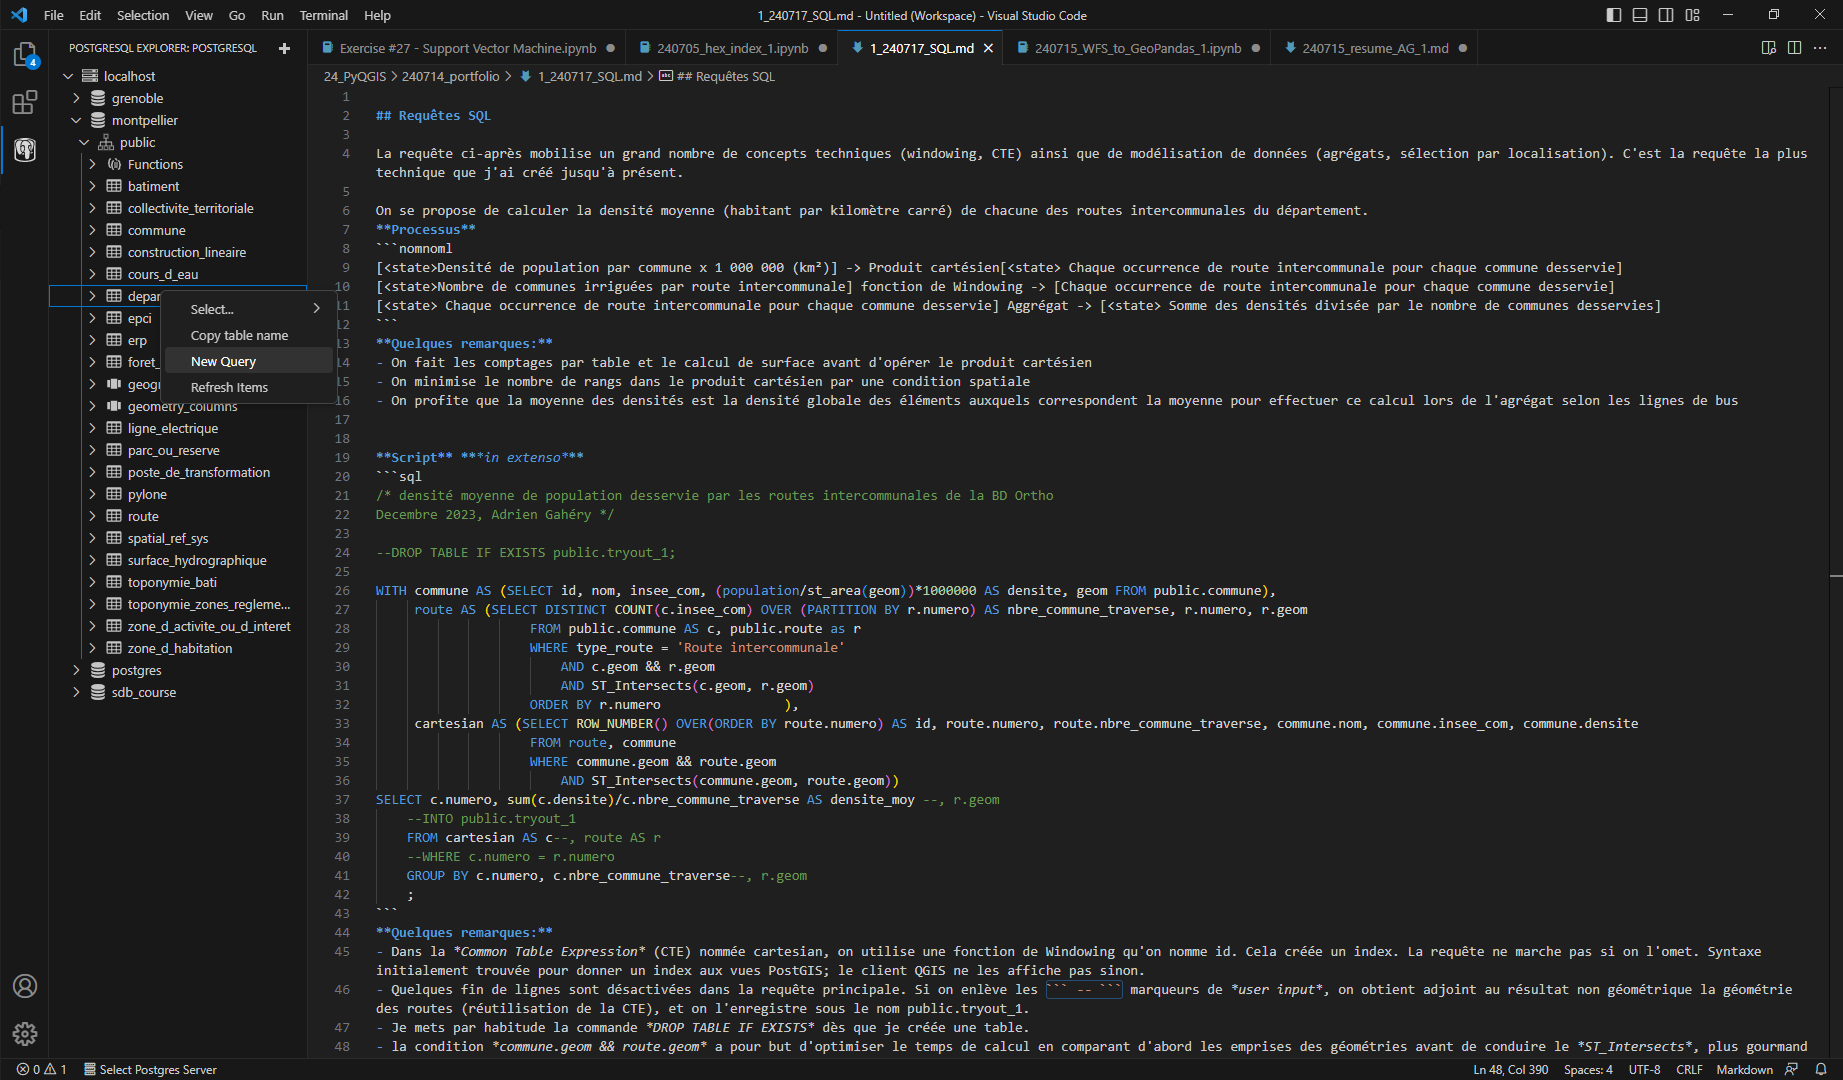 File Edit Selection View Go Run Terminal Help
1_240717_SQL.md - Untitled (Workspace) - Visual Studio Code
POSTGRESQL EXPLORER: POSTGRESQL
4
localhost
grenoble
montpellier
public
Functions
batiment
collectivite_territoriale
commune
construction_lineaire
cours_d_eau
depar
epci
erp
foret_
geogr
geometry_columns
ligne_electrique
parc_ou_reserve
poste_de_transformation
pylone
route
spatial_ref_sys
surface_hydrographique
toponymie_bati
toponymie_zones_regleme...
zone_d_activite_ou_d_interet
zone_d_habitation
postgres
sdb_course
Select...
Copy table name
New Query
Refresh Items
Exercise #27 - Support Vector Machine.ipynb
240705_hex_index_1.ipynb
1_240717_SQL.md
240715_WFS_to_GeoPandas_1.ipynb
240715_resume_AG_1.md
24_PyQGIS > 240714_portfolio > 1_240717_SQL.md > ## Requêtes SQL
1
2 ## Requêtes SQL
3
4 La requête ci-après mobilise un grand nombre de concepts techniques (windowing, CTE) ainsi que de modélisation de données (agrégats, sélection par localisation). C'est la requête la plus
technique que j'ai créé jusqu'à présent.
5
6 On se propose de calculer la densité moyenne (habitant par kilomètre carré) de chacune des routes intercommunales du département.
7 **Processus**
8 ```nomnoml
9 [<state>Densité de population par commune x 1 000 000 (km²)] -> Produit cartésien[<state> Chaque occurrence de route intercommunale pour chaque commune desservie]
10 [<state>Nombre de communes irriguées par route intercommunale] fonction de Windowing -> [Chaque occurrence de route intercommunale pour chaque commune desservie]
11 [<state> Chaque occurrence de route intercommunale pour chaque commune desservie] Aggrégat -> [<state> Somme des densités divisée par le nombre de communes desservies]
12 ```
13 **Quelques remarques:**
14 - On fait les comptages par table et le calcul de surface avant d'opérer le produit cartésien
15 - On minimise le nombre de rangs dans le produit cartésien par une condition spatiale
16 - On profite que la moyenne des densités est la densité globale des éléments auxquels correspondent la moyenne pour effectuer ce calcul lors de l'agrégat selon les lignes de bus
17
18
19 **Script** ***in extenso***
20 ```sql
21 /* densité moyenne de population desservie par les routes intercommunales de la BD Ortho
22 Decembre 2023, Adrien Gahéry */
23
24 --DROP TABLE IF EXISTS public.tryout_1;
25
26 WITH commune AS (SELECT id, nom, insee_com, (population/st_area(geom))*1000000 AS densite, geom FROM public.commune),
27 route AS (SELECT DISTINCT COUNT(c.insee_com) OVER (PARTITION BY r.numero) AS nbre_commune_traverse, r.numero, r.geom
28 FROM public.commune AS c, public.route as r
29 WHERE type_route = 'Route intercommunale'
30 AND c.geom && r.geom
31 AND ST_Intersects(c.geom, r.geom)
32 ORDER BY r.numero ),
33 cartesian AS (SELECT ROW_NUMBER() OVER(ORDER BY route.numero) AS id, route.numero, route.nbre_commune_traverse, commune.nom, commune.insee_com, commune.densite
34 FROM route, commune
35 WHERE commune.geom && route.geom
36 AND ST_Intersects(commune.geom, route.geom))
37 SELECT c.numero, sum(c.densite)/c.nbre_commune_traverse AS densite_moy --, r.geom
38 --INTO public.tryout_1
39 FROM cartesian AS c--, route AS r
40 --WHERE c.numero = r.numero
41 GROUP BY c.numero, c.nbre_commune_traverse--, r.geom
42 ;
43 ```
44 **Quelques remarques:**
45 - Dans la *Common Table Expression* (CTE) nommée cartesian, on utilise une fonction de Windowing qu'on nomme id. Cela créée un index. La requête ne marche pas si on l'omet. Syntaxe
initialement trouvée pour donner un index aux vues PostGIS; le client QGIS ne les affiche pas sinon.
46 - Quelques fin de lignes sont désactivées dans la requête principale. Si on enlève les ``` -- ``` marqueurs de *user input*, on obtient adjoint au résultat non géométrique la géométrie
des routes (réutilisation de la CTE), et on l'enregistre sous le nom public.tryout_1.
47 - Je mets par habitude la commande *DROP TABLE IF EXISTS* dès que je créée une table.
48 - la condition *commune.geom && route.geom* a pour but d'optimiser le temps de calcul en comparant d'abord les emprises des géométries avant de conduire le *ST_Intersects*, plus gourmand
0 1 Select Postgres Server
Ln 48, Col 390 Spaces: 4 UTF-8 CRLF Markdown